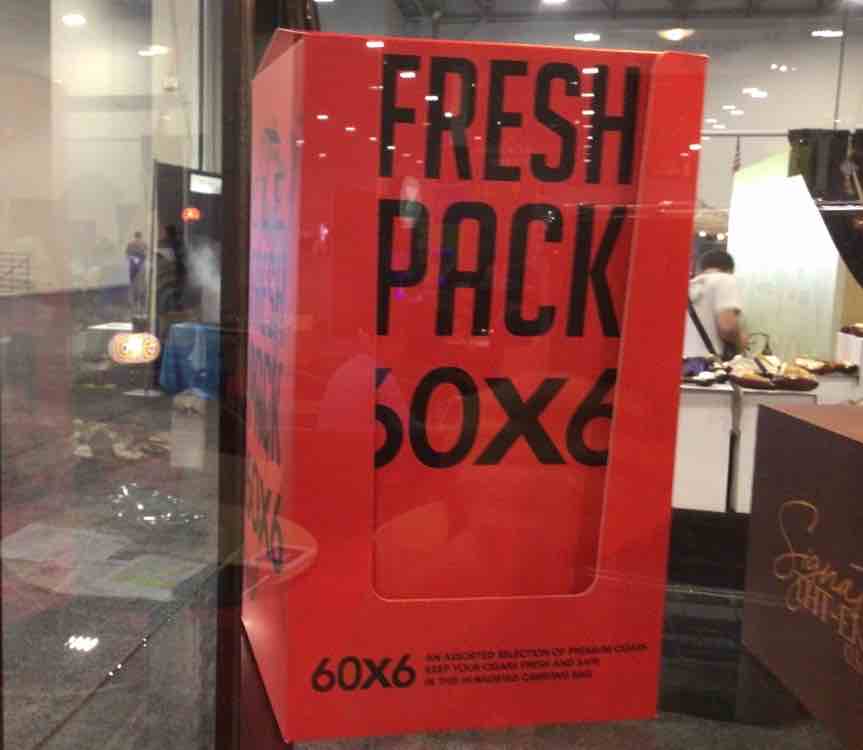 FRESH
PACK
60X6
60X6
AN ASSORTED SELECTION OF PREMIUM CIGARS
KEEP YOUR CIGARS FRESH AND SAFE
IN THIS HUMIDIFIED CARRYING BAG